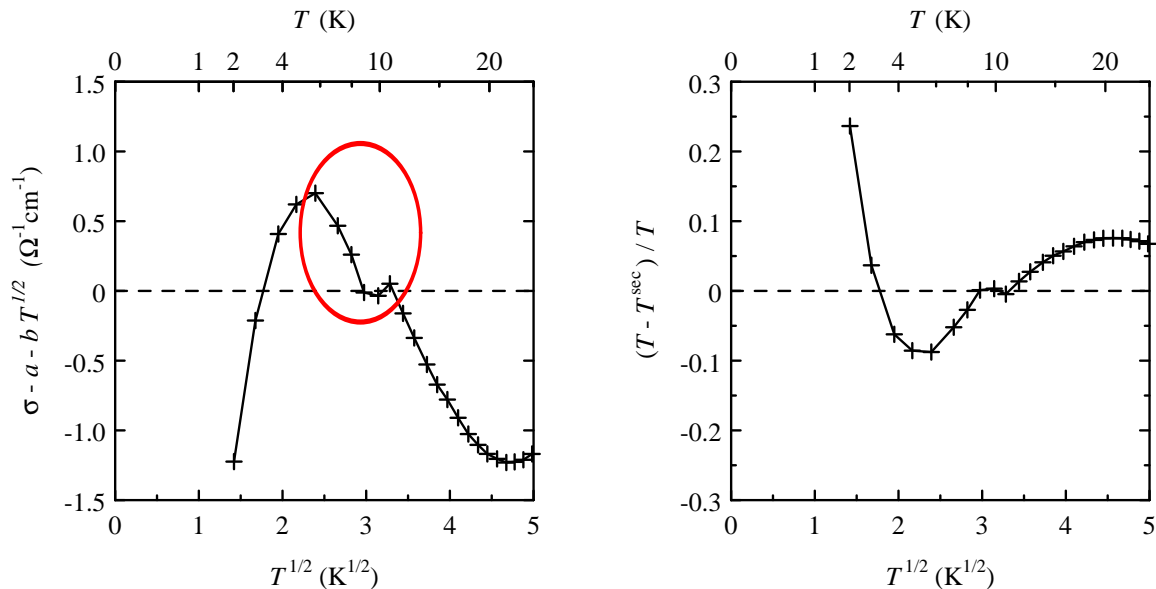 T (K)
0 1 2 4 10 20
1.5
1.0
0.5
0
-0.5
-1.0
-1.5
σ - a - b T^{1/2} (Ω^{-1}cm^{-1})
0 1 2 3 4 5
T^{1/2} (K^{1/2})
T (K)
0 1 2 4 10 20
0.3
0.2
0.1
0
-0.1
-0.2
-0.3
(T - T^{sec}) / T
0 1 2 3 4 5
T^{1/2} (K^{1/2})